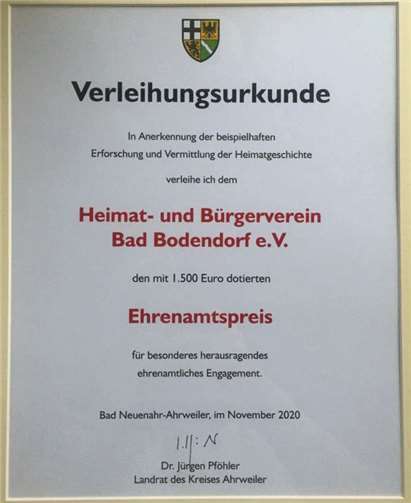 Verleihungsurkunde
In Anerkennung der beispielhaften
Erforschung und Vermittlung der Heimatgeschichte
verleihe ich dem
Heimat- und Bürgerverein
Bad Bodendorf e.V.
den mit 1.500 Euro dotierten
Ehrenamtspreis
für besonderes herausragendes
ehrenamtliches Engagement.
Bad Neuenahr-Ahrweiler, im November 2020
Dr. Jürgen Pföhler
Landrat des Kreises Ahrweiler